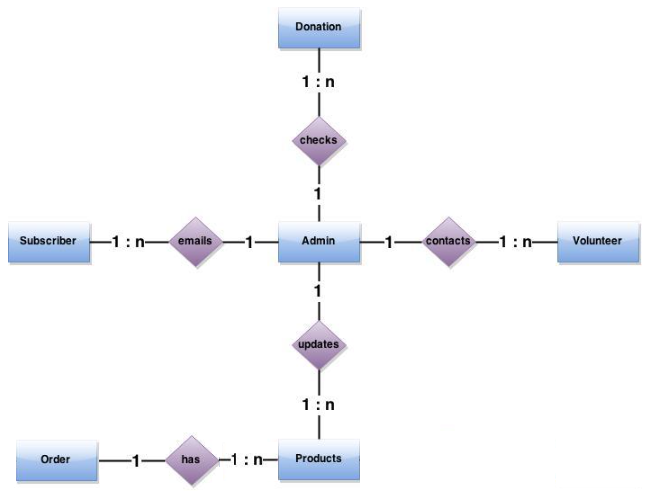 Donation
1 : n
checks
1
Subscriber
1 : n
emails
1
Admin
1
contacts
1 : n
Volunteer
1
updates
1 : n
Order
1
has
1 : n
Products